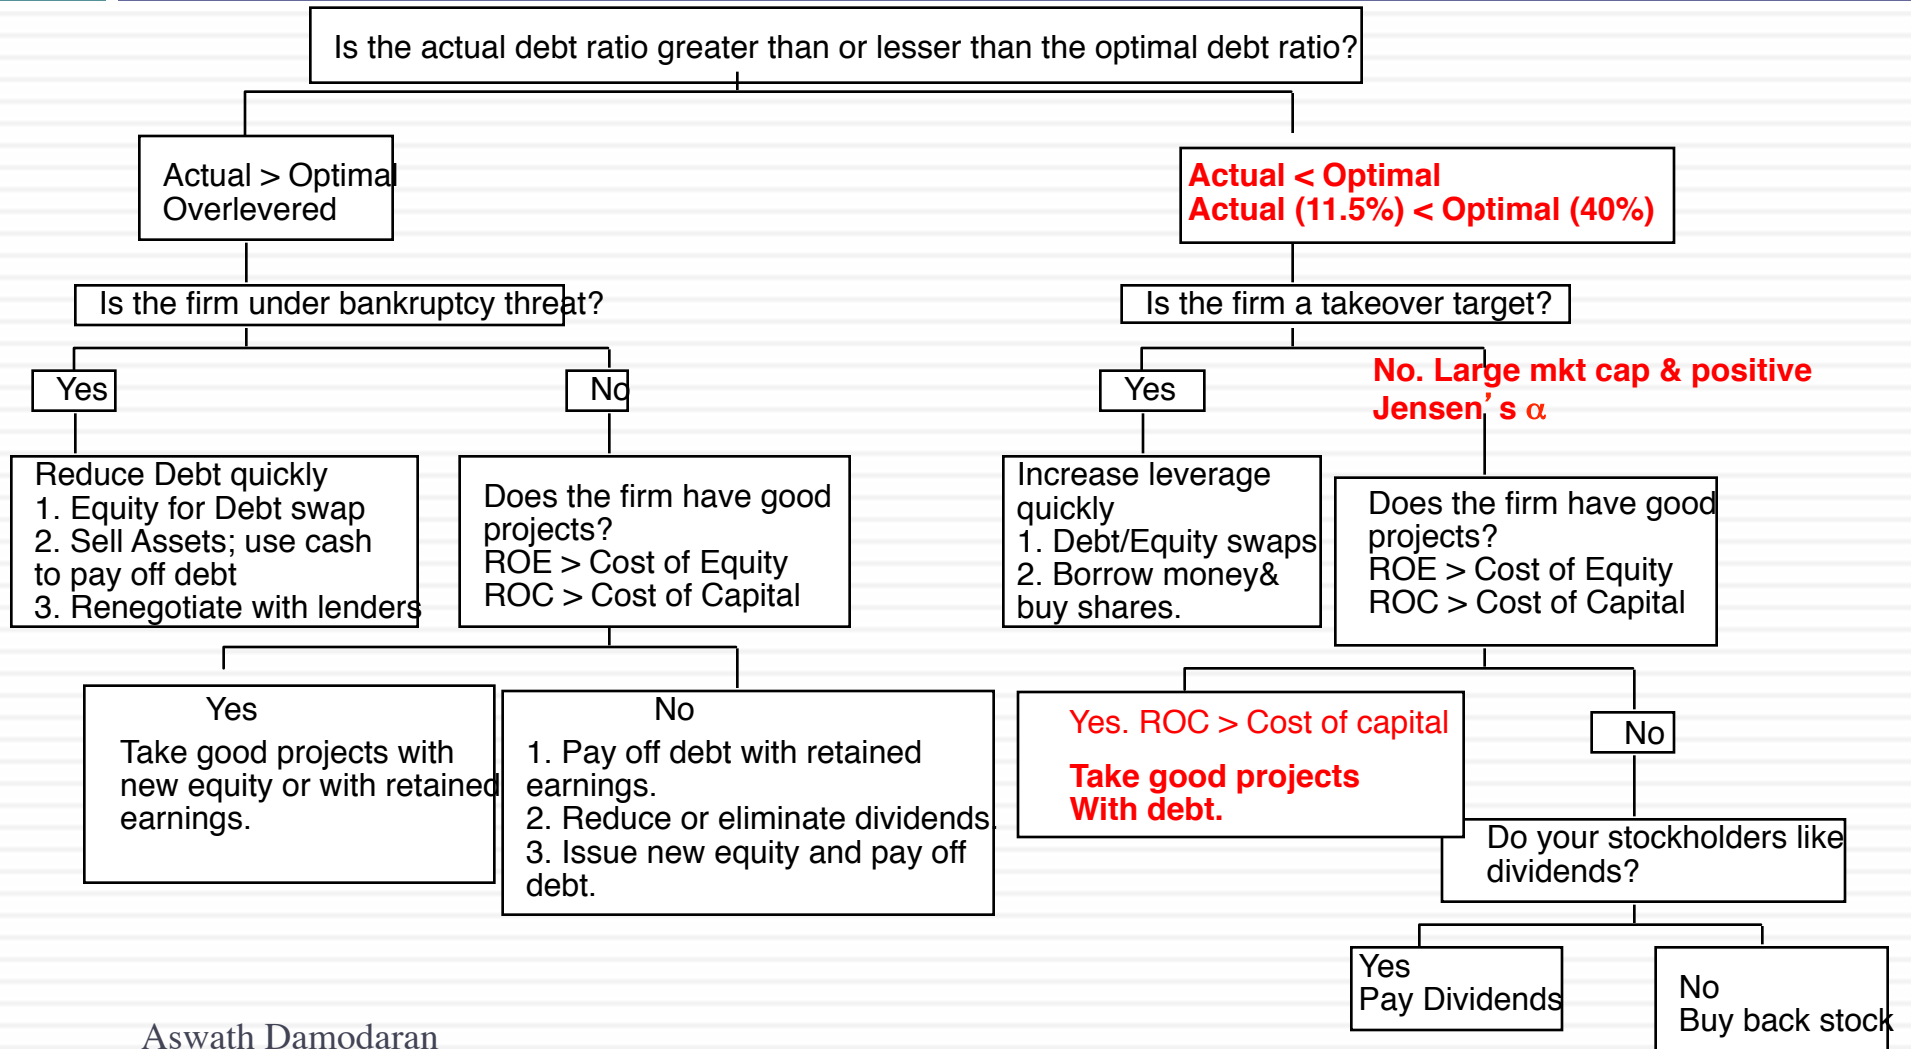 Is the actual debt ratio greater than or lesser than the optimal debt ratio?
Actual > Optimal
Overlevered
Actual < Optimal
Actual (11.5%) < Optimal (40%)
Is the firm under bankruptcy threat?
Is the firm a takeover target?
Yes
No
Yes
No. Large mkt cap & positive
Jensen’s α
Reduce Debt quickly
1. Equity for Debt swap
2. Sell Assets; use cash
to pay off debt
3. Renegotiate with lenders
Does the firm have good
projects?
ROE > Cost of Equity
ROC > Cost of Capital
Increase leverage
quickly
1. Debt/Equity swaps
2. Borrow money&
buy shares.
Does the firm have good
projects?
ROE > Cost of Equity
ROC > Cost of Capital
Yes
Take good projects with
new equity or with retained
earnings.
No
1. Pay off debt with retained
earnings.
2. Reduce or eliminate dividends.
3. Issue new equity and pay off
debt.
Yes. ROC > Cost of capital
Take good projects
With debt.
No
Do your stockholders like
dividends?
Yes
Pay Dividends
No
Buy back stock
Aswath Damodaran